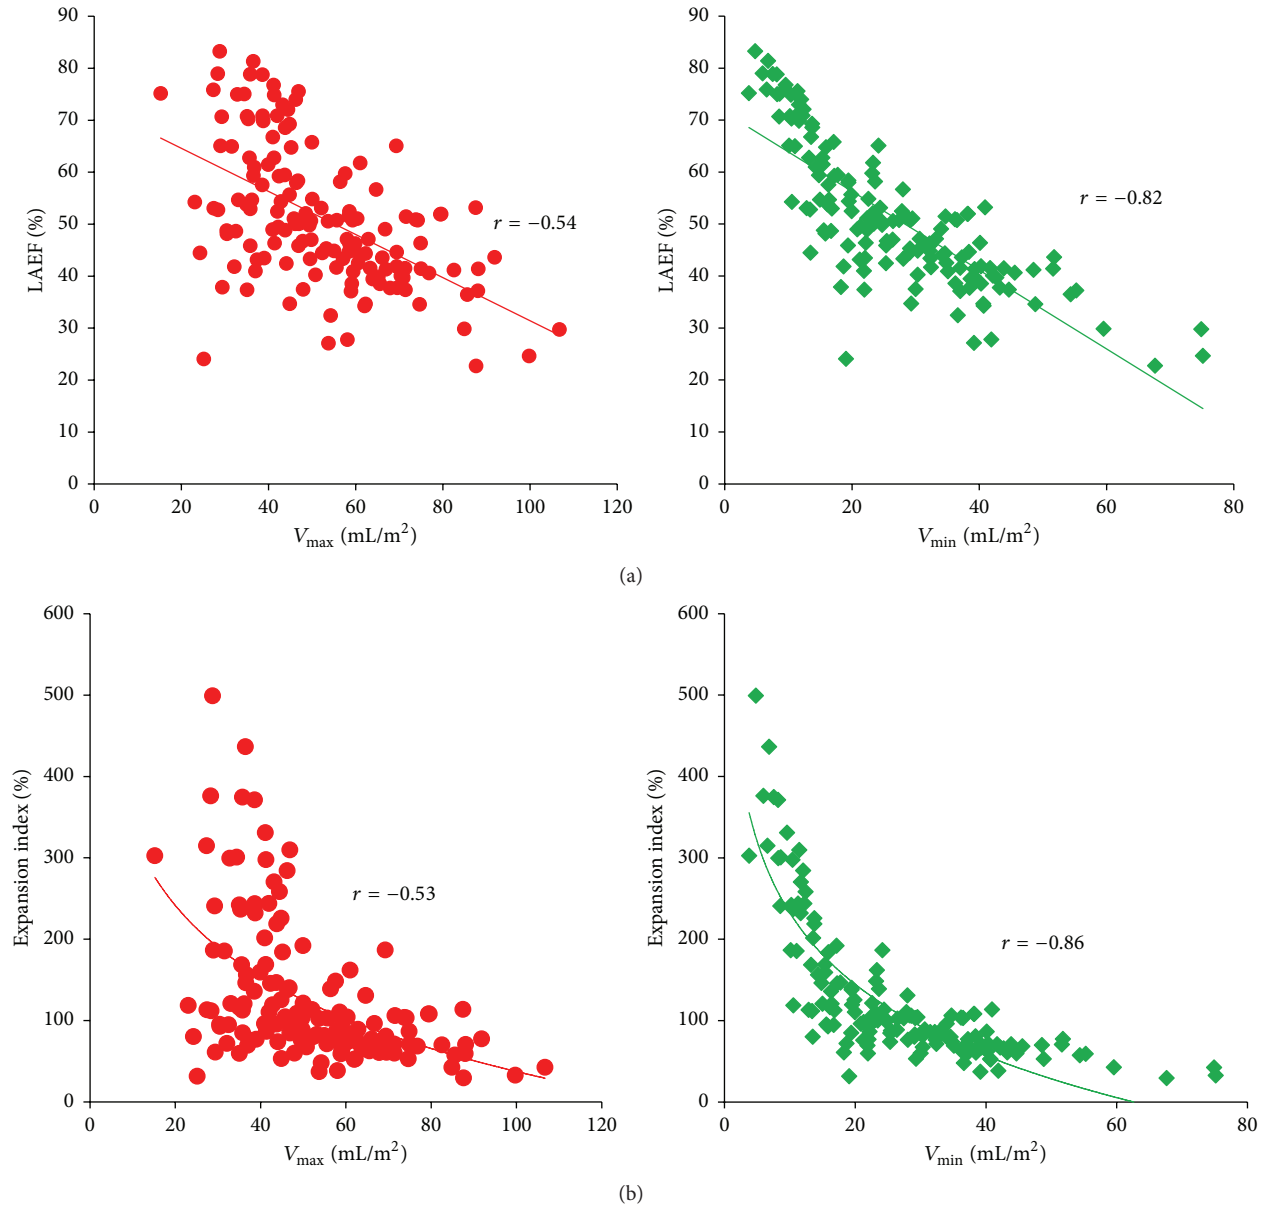 90
80
70
60
50
40
30
20
10
0
LAEF (%)
r = −0.54
0 20 40 60 80 100 120
Vmax (mL/m²)
90
80
70
60
50
40
30
20
10
0
LAEF (%)
r = −0.82
0 20 40 60 80
Vmin (mL/m²)
(a)
600
500
400
300
200
100
0
Expansion index (%)
r = −0.53
0 20 40 60 80 100 120
Vmax (mL/m²)
600
500
400
300
200
100
0
Expansion index (%)
r = −0.86
0 20 40 60 80
Vmin (mL/m²)
(b)